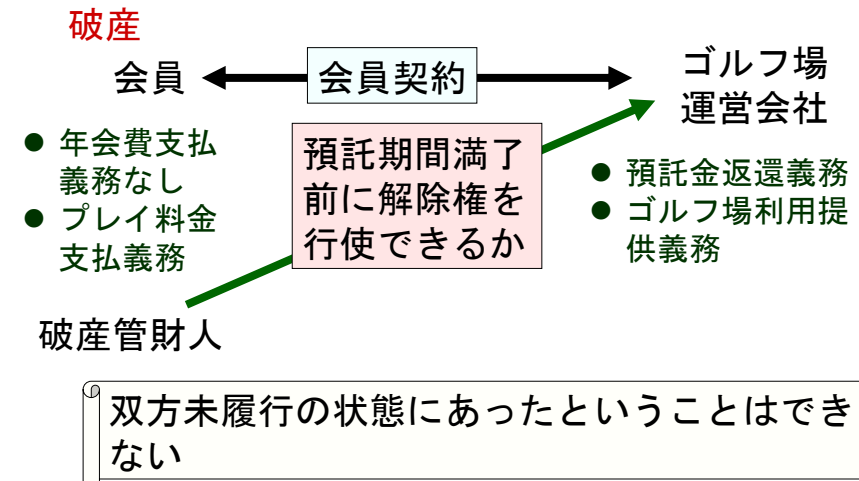 破産
会員
会員契約
ゴルフ場
運営会社
● 年会費支払
義務なし
● プレイ料金
支払義務
預託期間満了
前に解除権を
行使できるか
● 預託金返還義務
● ゴルフ場利用提
供義務
破産管財人
双方未履行の状態にあったということはでき
ない